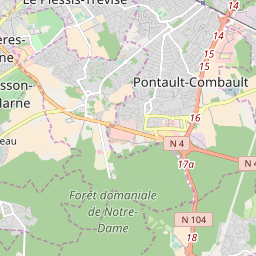 Le Plessis-Trévise
14
14
15
15
Pontault-Combault
16
N 4
N 4
17a
Forêt domaniale
de Notre-
Dame
N 104
18